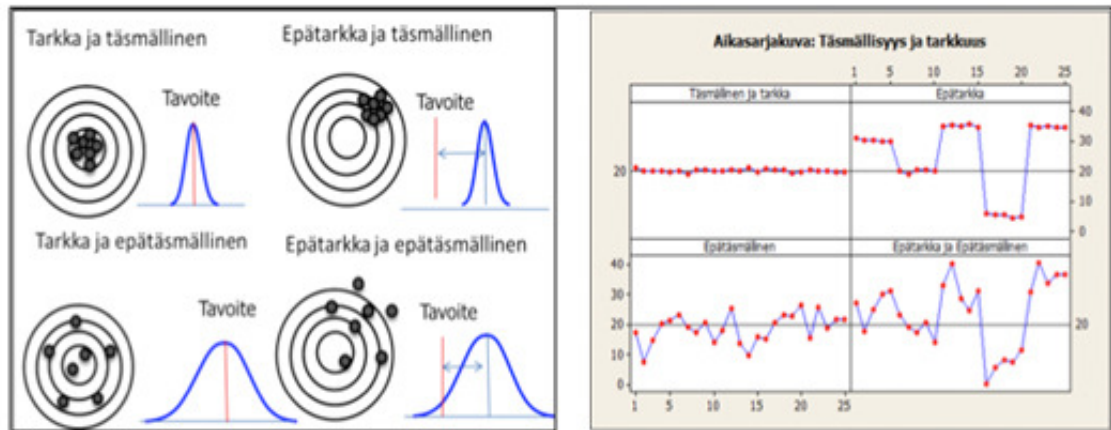 Tarkka ja täsmällinen
Epätarkka ja täsmällinen
Tavoite
Tavoite
Tarkka ja epätäsmällinen
Epätarkka ja epätäsmällinen
Tavoite
Tavoite
Aikasarjakuva: Täsmällisyys ja tarkkuus
1 5 10 15 20 25
Täsmällinen ja tarkka
Epätarkka
20
40
30
20
10
0
Epätäsmällinen
Epätarkka ja Epätäsmällinen
40
30
20
10
0
20
1 5 10 15 20 25